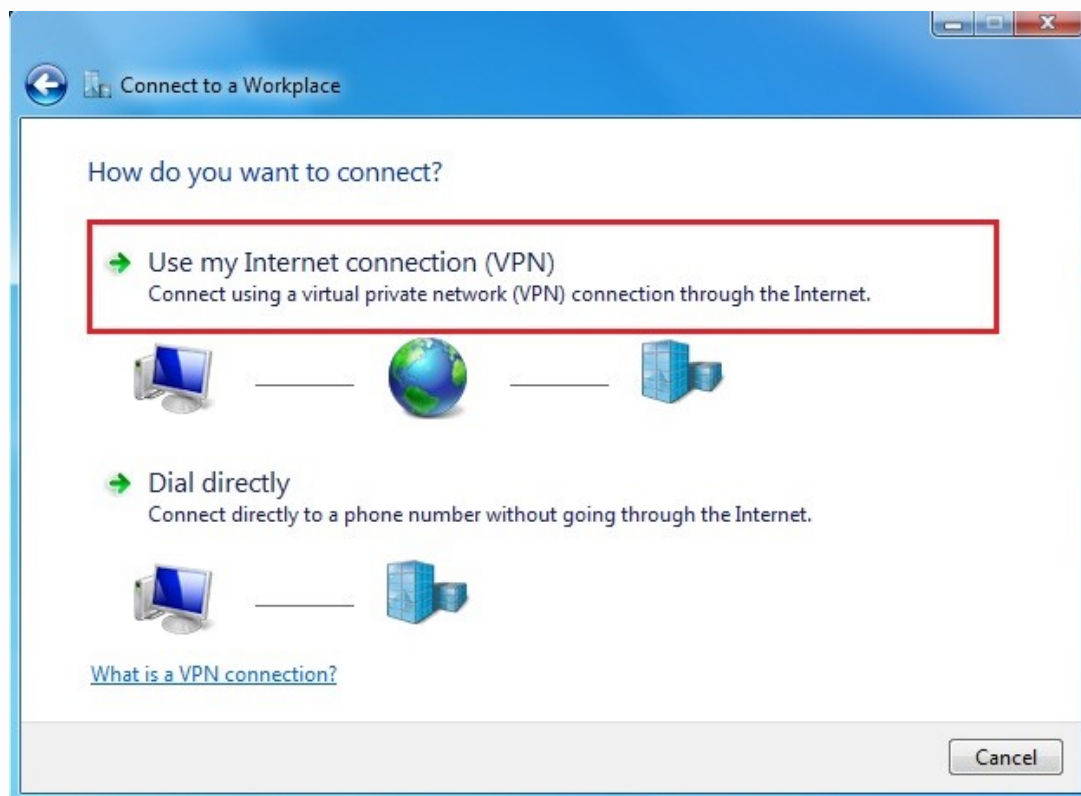 Connect to a Workplace
How do you want to connect?
Use my Internet connection (VPN)
Connect using a virtual private network (VPN) connection through the Internet.
Dial directly
Connect directly to a phone number without going through the Internet.
What is a VPN connection?
Cancel